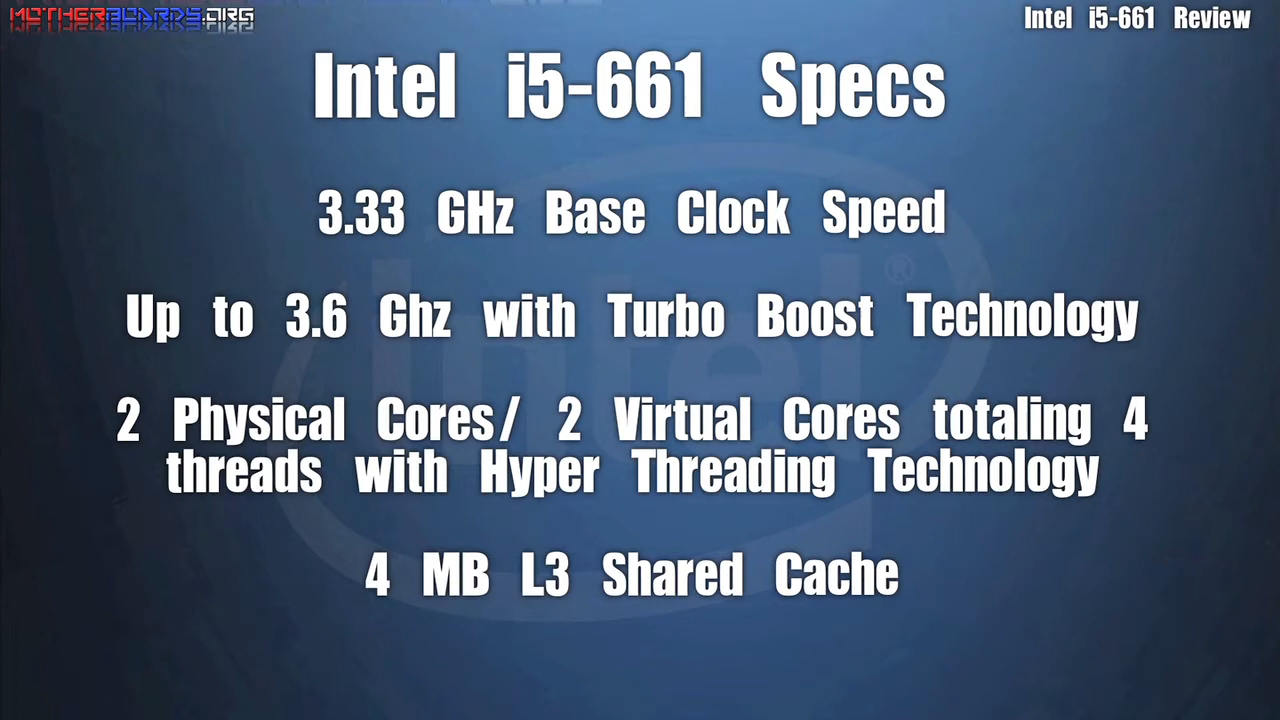 MOTHERBOARDS.ORG
Intel i5-661 Review
Intel i5-661 Specs
3.33 GHz Base Clock Speed
Up to 3.6 Ghz with Turbo Boost Technology
2 Physical Cores/ 2 Virtual Cores totaling 4
threads with Hyper Threading Technology
4 MB L3 Shared Cache
intel®